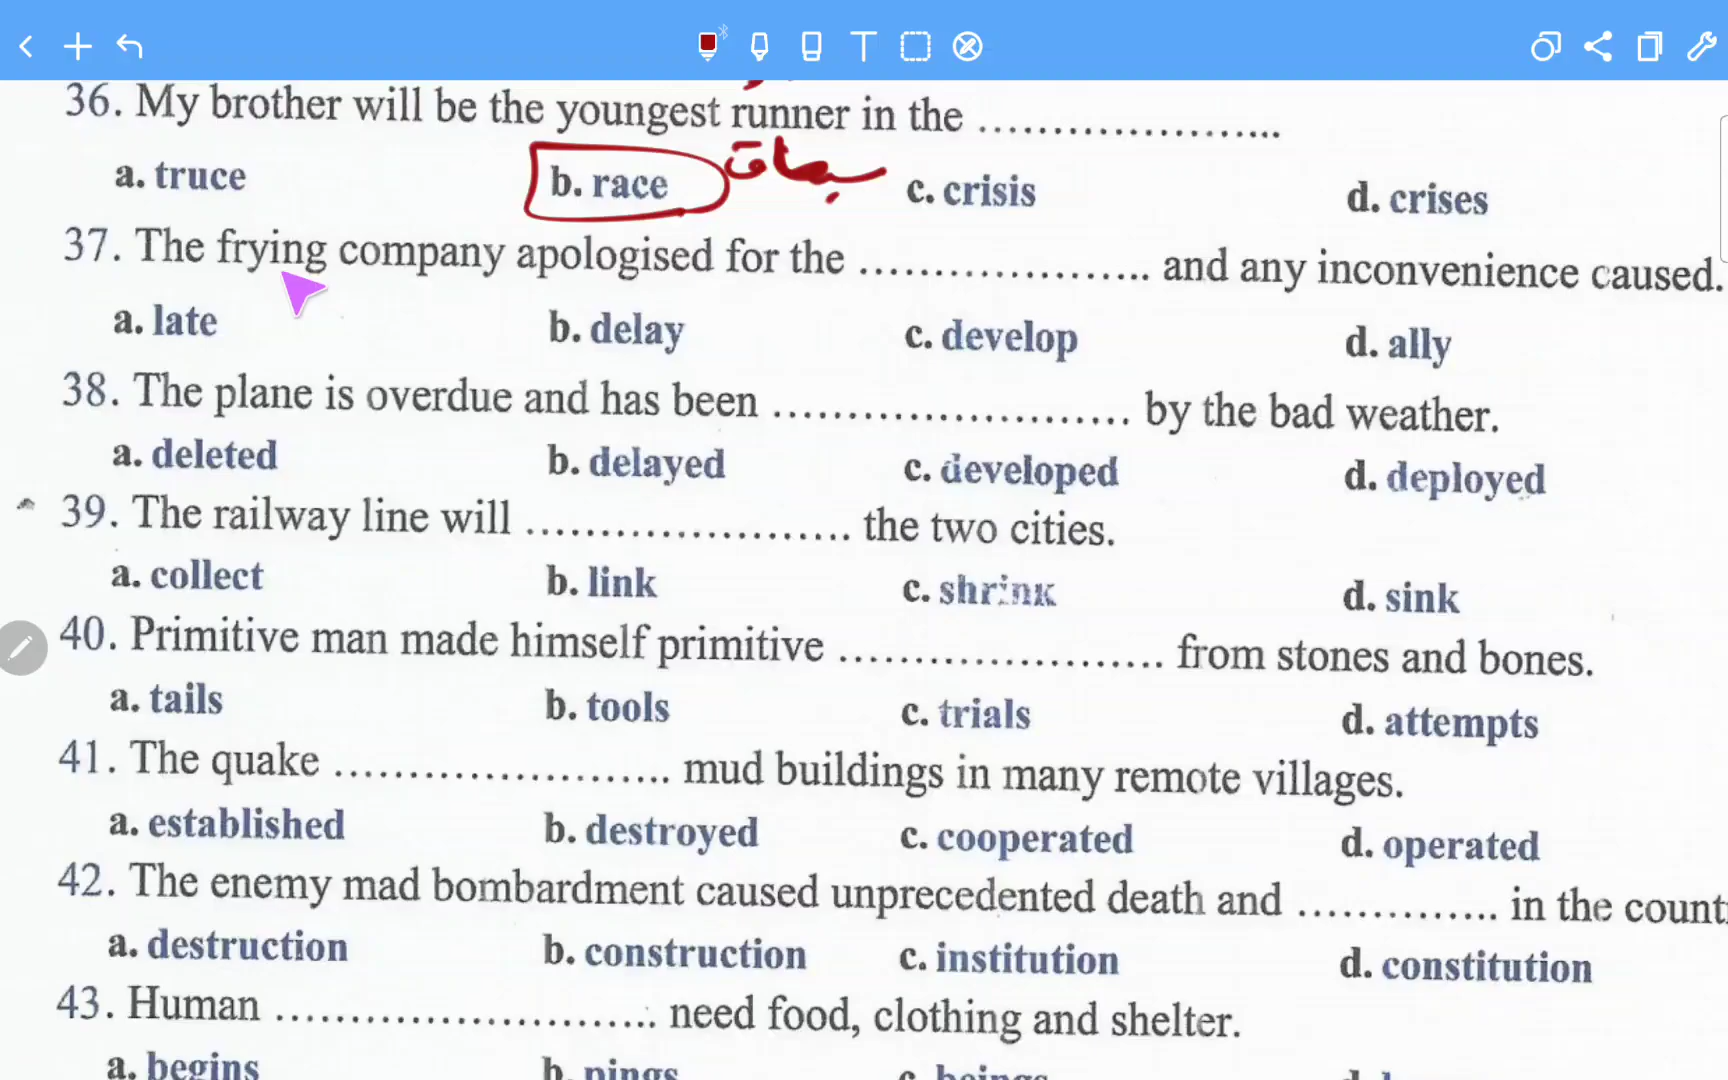 36. My brother will be the youngest runner in the ......................
a. truce b. race سباق c. crisis d. crises
37. The frying company apologised for the ...................... and any inconvenience caused.
a. late b. delay c. develop d. ally
38. The plane is overdue and has been .......................... by the bad weather.
a. deleted b. delayed c. developed d. deployed
39. The railway line will ........................ the two cities.
a. collect b. link c. shrink d. sink
40. Primitive man made himself primitive ........................ from stones and bones.
a. tails b. tools c. trials d. attempts
41. The quake ......................... mud buildings in many remote villages.
a. established b. destroyed c. cooperated d. operated
42. The enemy mad bombardment caused unprecedented death and ............... in the
a. destruction b. construction c. institution d. constitution
43. Human ............................ need food, clothing and shelter.
a. begins b. pings c. beings